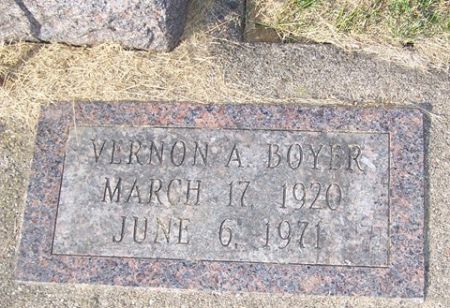 VERNON A. BOYER
MARCH 17, 1920
JUNE 6, 1971